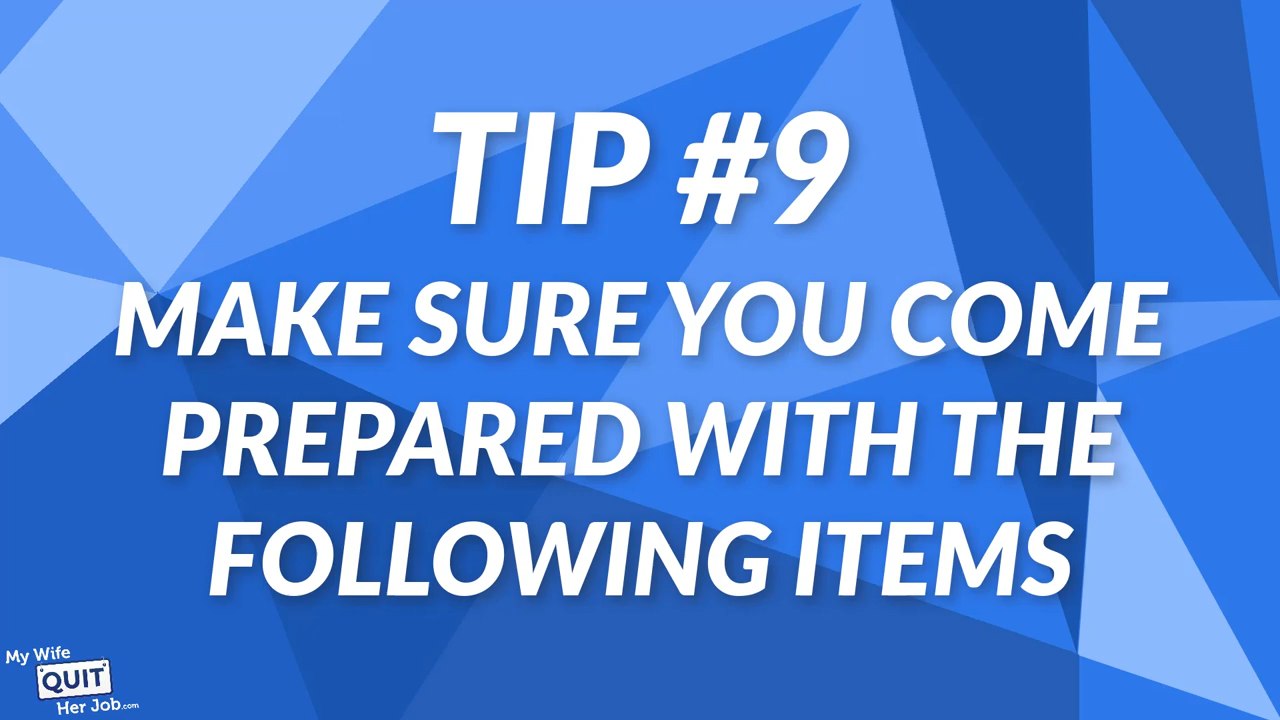 TIP #9
MAKE SURE YOU COME
PREPARED WITH THE
FOLLOWING ITEMS
My Wife
QUIT
Her Job.com